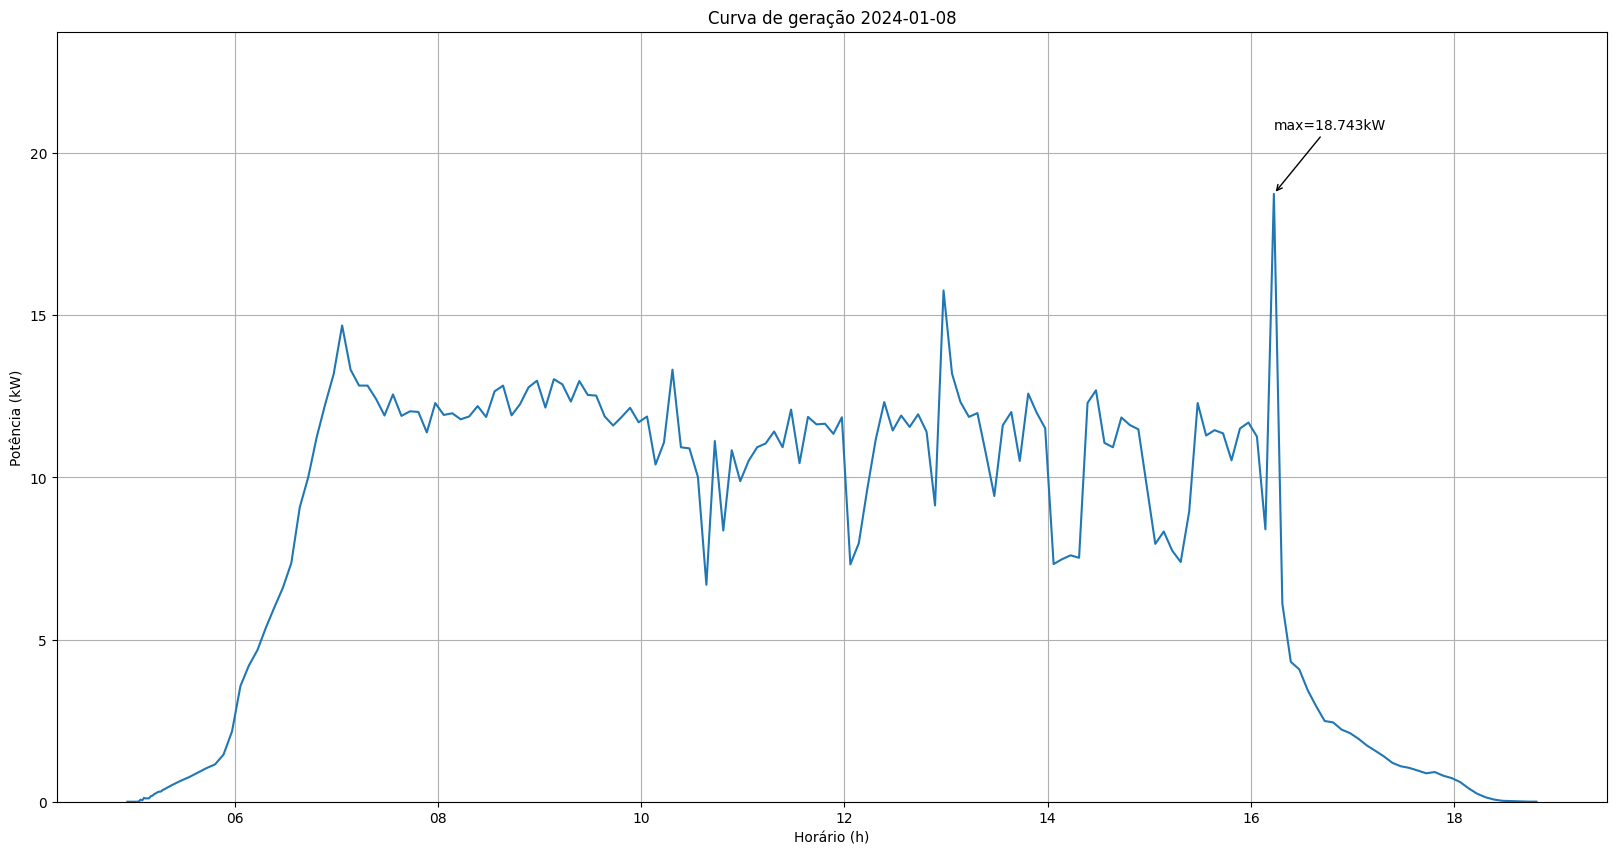 Curva de geração 2024-01-08
max=18.743kW
20
15
10
5
0
Potência (kW)
06 08 10 12 14 16 18
Horário (h)